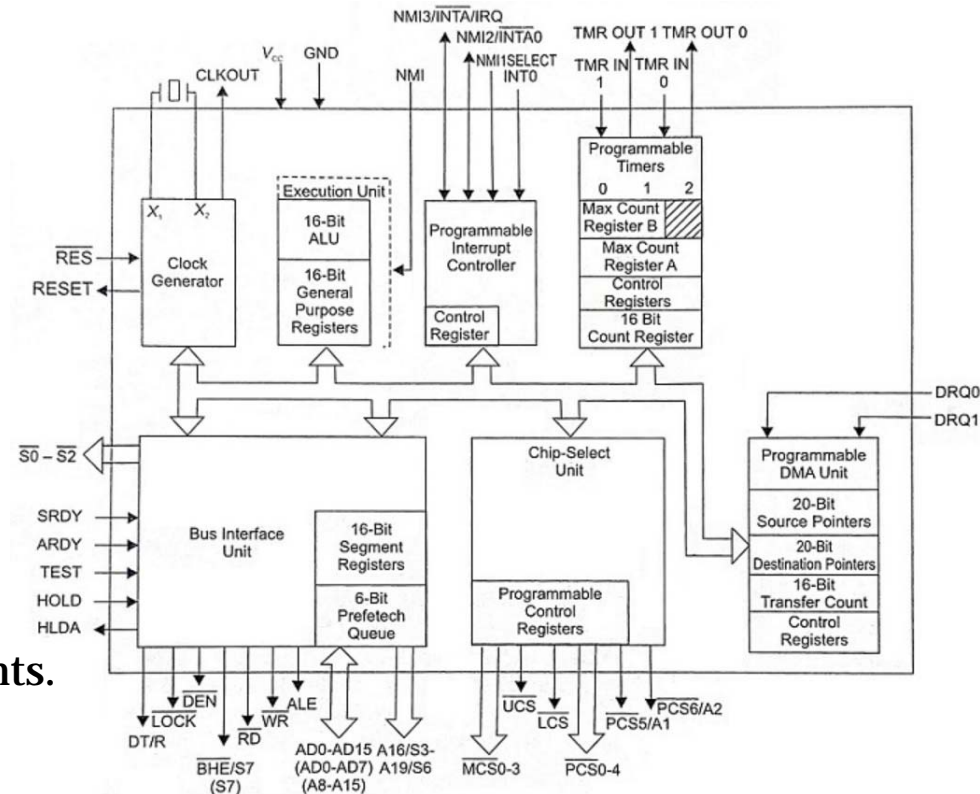 NMI3/INTA/IRQ
NMI2/INTA0
NMI1SELECT
INT0
TMR OUT 1 TMR OUT 0
TMR IN TMR IN
1 0
Vcc
GND
CLKOUT
NMI
X1 X2
Clock
Generator
RES
RESET
Execution Unit
16-Bit
ALU
16-Bit
General
Purpose
Registers
Programmable
Interrupt
Controller
Control
Register
Programmable
Timers
0 1 2
Max Count
Register B
Max Count
Register A
Control
Registers
16 Bit
Count Register
DRQ0
DRQ1
S0 – S2
SRDY
ARDY
TEST
HOLD
HLDA
Bus Interface
Unit
16-Bit
Segment
Registers
6-Bit
Prefetech
Queue
Chip-Select
Unit
Programmable
Control
Registers
Programmable
DMA Unit
20-Bit
Source Pointers
20-Bit
Destination Pointers
16-Bit
Transfer Count
Control
Registers
nts.
DT/R
LOCK
DEN
BHE/S7
(S7)
RD
WR
ALE
AD0-AD15
(AD0-AD7)
(A8-A15)
A16/S3-
A19/S6
MCS0-3
UCS
LCS
PCS0-4
PCS5/A1
PCS6/A2